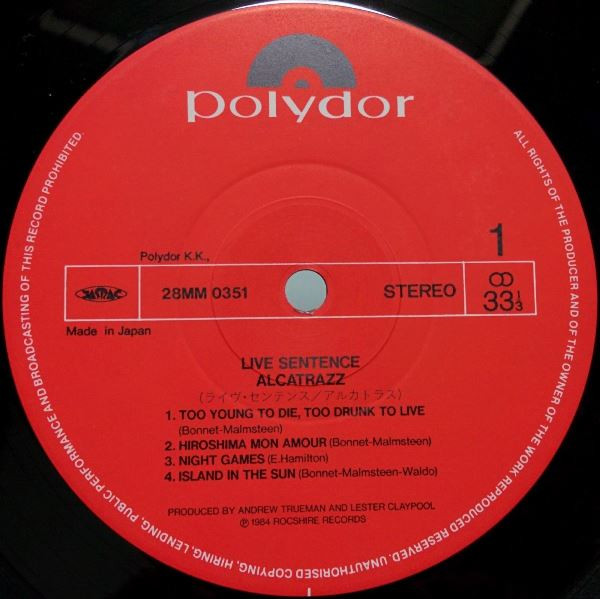 polydor
1
Polydor K.K.,
JASRAC
28MM 0351
STEREO
33 1/3
Made in Japan
LIVE SENTENCE
ALCATRAZZ
(ライヴ・センテンス/アルカトラス)
1. TOO YOUNG TO DIE, TOO DRUNK TO LIVE
(Bonnet-Malmsteen)
2. HIROSHIMA MON AMOUR (Bonnet-Malmsteen)
3. NIGHT GAMES (E.Hamilton)
4. ISLAND IN THE SUN (Bonnet-Malmsteen-Waldo)
PRODUCED BY ANDREW TRUEMAN AND LESTER CLAYPOOL
℗ 1984 ROCSHIRE RECORDS
ALL RIGHTS OF THE PRODUCER AND OF THE OWNER OF THE WORK REPRODUCED RESERVED. UNAUTHORISED COPYING, HIRING, LENDING, PUBLIC PERFORMANCE AND BROADCASTING OF THIS RECORD PROHIBITED.